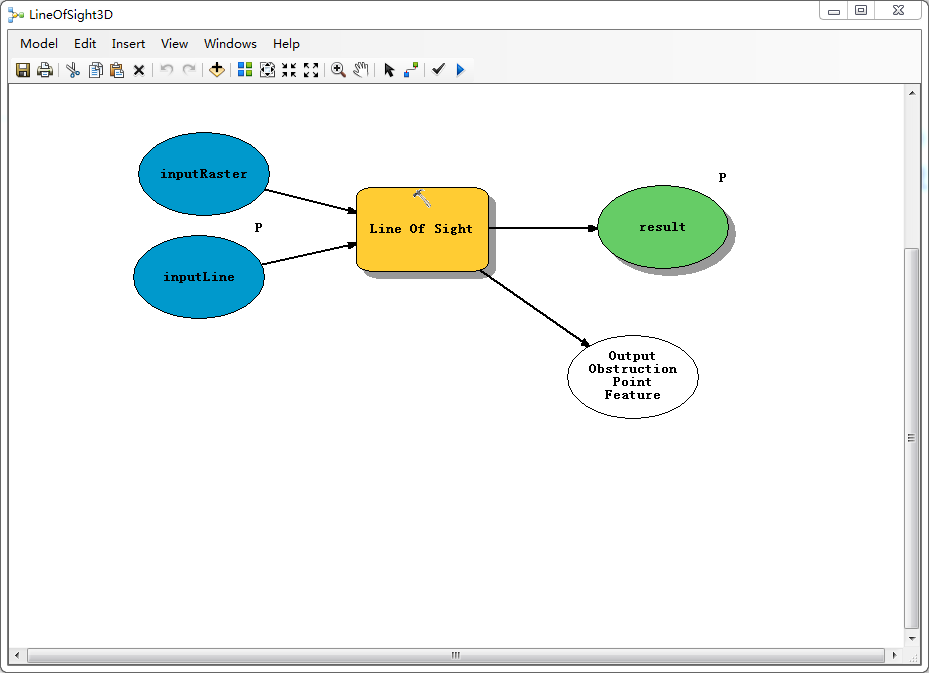 LineOfSight3D
Model Edit Insert View Windows Help
inputRaster
P
inputLine
Line Of Sight
P
result
Output
Obstruction
Point
Feature